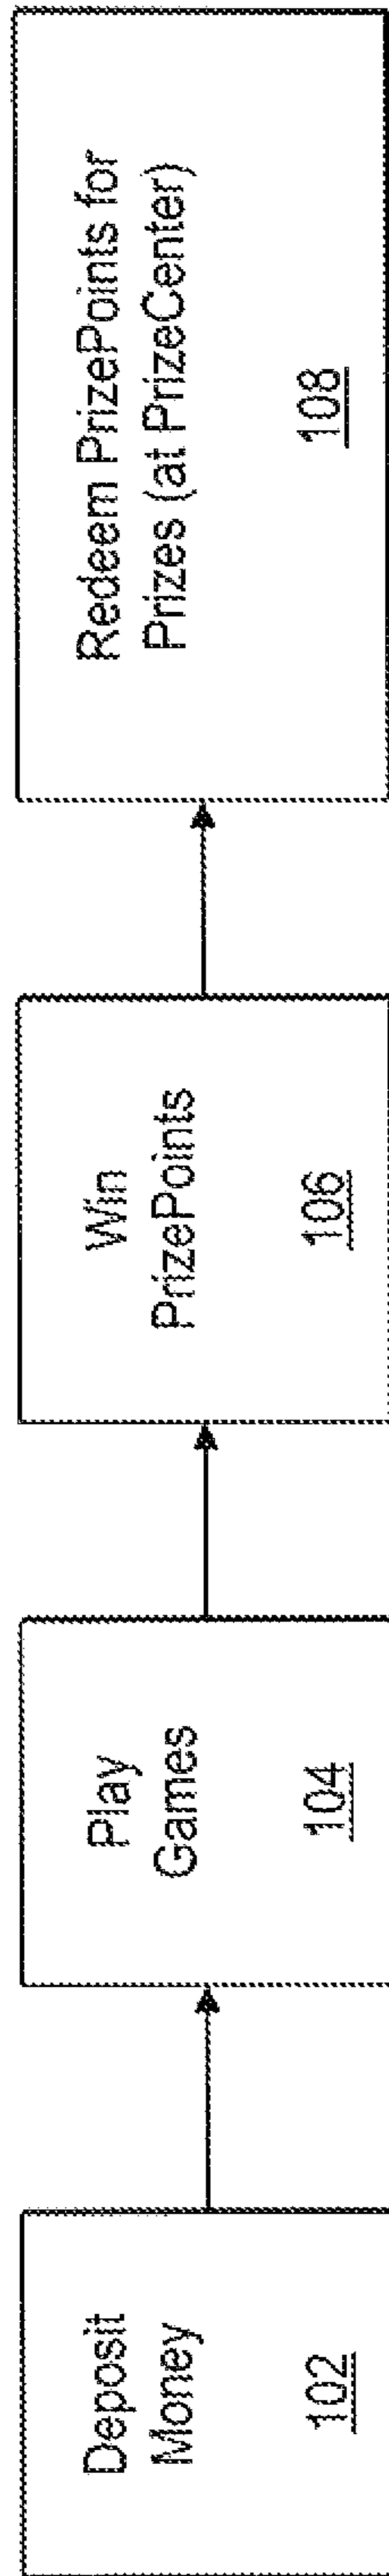 Deposit
Money
102
Play
Games
104
Win
PrizePoints
106
Redeem PrizePoints for
Prizes (at PrizeCenter)
108